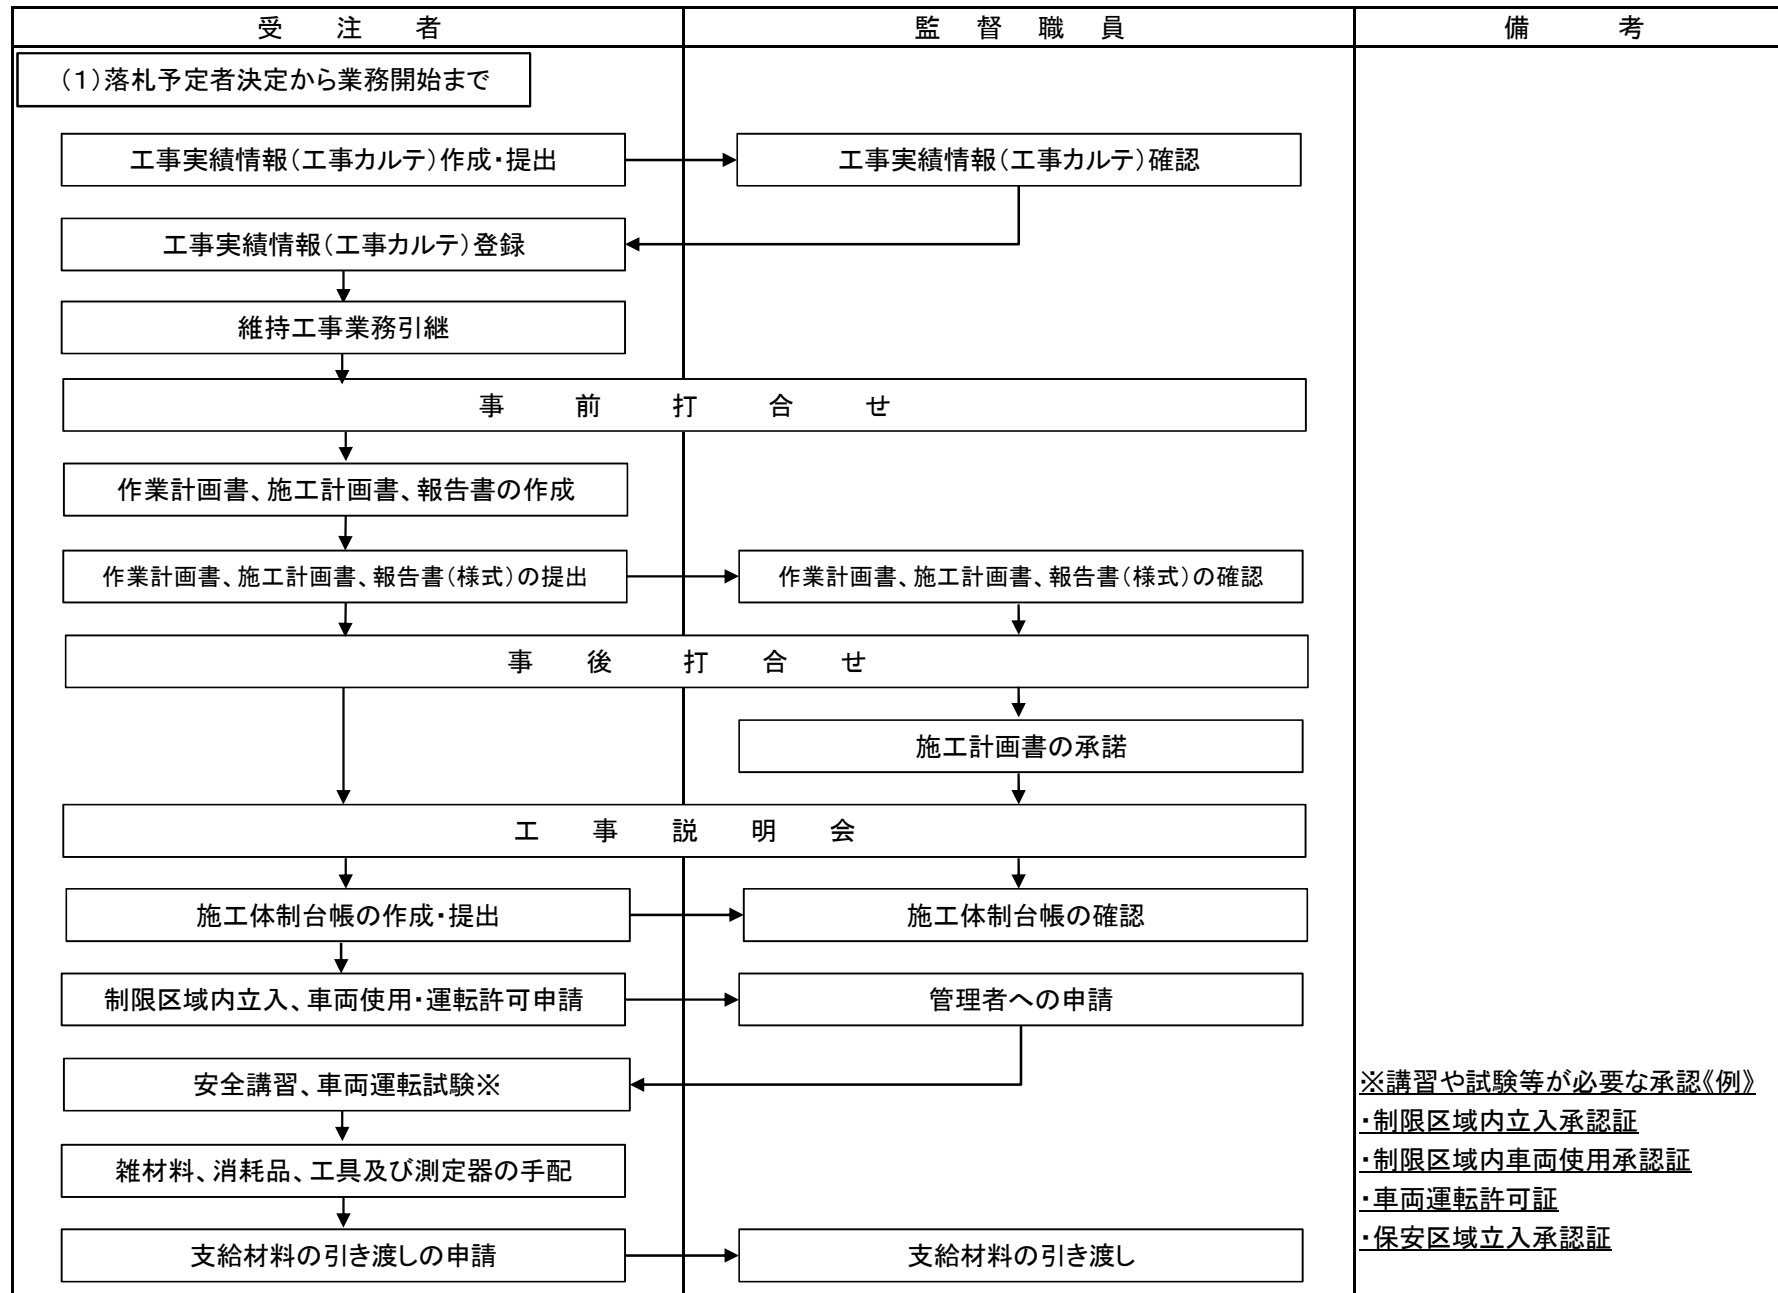 受注者 監督職員 備考
(1)落札予定者決定から業務開始まで
工事実績情報(工事カルテ)作成・提出 工事実績情報(工事カルテ)確認
工事実績情報(工事カルテ)登録
維持工事業務引継
事前打合せ
作業計画書、施工計画書、報告書の作成
作業計画書、施工計画書、報告書(様式)の提出 作業計画書、施工計画書、報告書(様式)の確認
事後打合せ
施工計画書の承諾
工事説明会
施工体制台帳の作成・提出 施工体制台帳の確認
制限区域内立入、車両使用・運転許可申請 管理者への申請
安全講習、車両運転試験※
雑材料、消耗品、工具及び測定器の手配
支給材料の引き渡しの申請 支給材料の引き渡し
※講習や試験等が必要な承認《例》
・制限区域内立入承認証
・制限区域内車両使用承認証
・車両運転許可証
・保安区域立入承認証